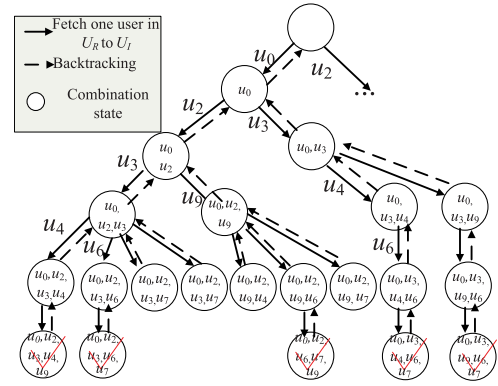 Fetch one user in
U_R to U_I
Backtracking
Combination
state
u_0
u_2
...
u_0
u_2
u_3
u_0
u_2
u_0,u_3
u_3
u_9
u_4
u_0,
u_2,u_3
u_0,u_2,
u_9
u_0,
u_3,u_4
u_0,
u_3,u_9
u_4
u_6
u_6
u_0,u_2,
u_3,u_4
u_0,u_2,
u_3,u_6
u_0,u_2,
u_3,u_7
u_0,u_2,
u_3,u_7
u_0,u_2,
u_9,u_4
u_0,u_2,
u_9,u_6
u_0,u_2,
u_9,u_7
u_0,u_3,
u_4,u_6
u_0,u_3,
u_9,u_6
u_0,u_2,
u_3,u_4,
u_9
u_0,u_2,
u_3,u_6,
u_7
u_0,u_2,
u_6,u_7,
u_9
u_0,u_3,
u_4,u_6,
u_7
u_0,u_3,
u_9,u_6,
u_7